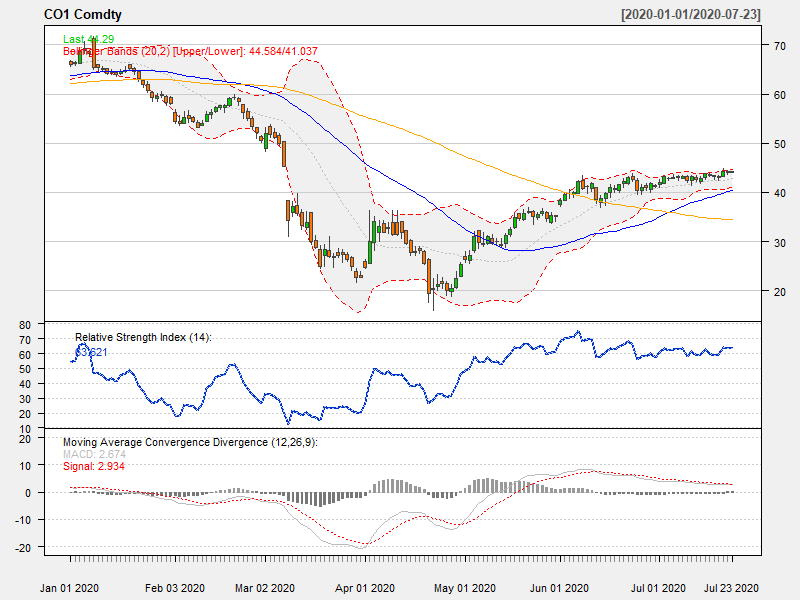 CO1 Comdty
[2020-01-01/2020-07-23]
Last 44.29
Bollinger Bands (20,2) [Upper/Lower]: 44.584/41.037
70
60
50
40
30
20
Relative Strength Index (14):
63.621
80
70
60
50
40
30
20
10
Moving Average Convergence Divergence (12,26,9):
MACD: 2.674
Signal: 2.934
20
10
0
-10
-20
Jan 01 2020 Feb 03 2020 Mar 02 2020 Apr 01 2020 May 01 2020 Jun 01 2020 Jul 01 2020 Jul 23 2020